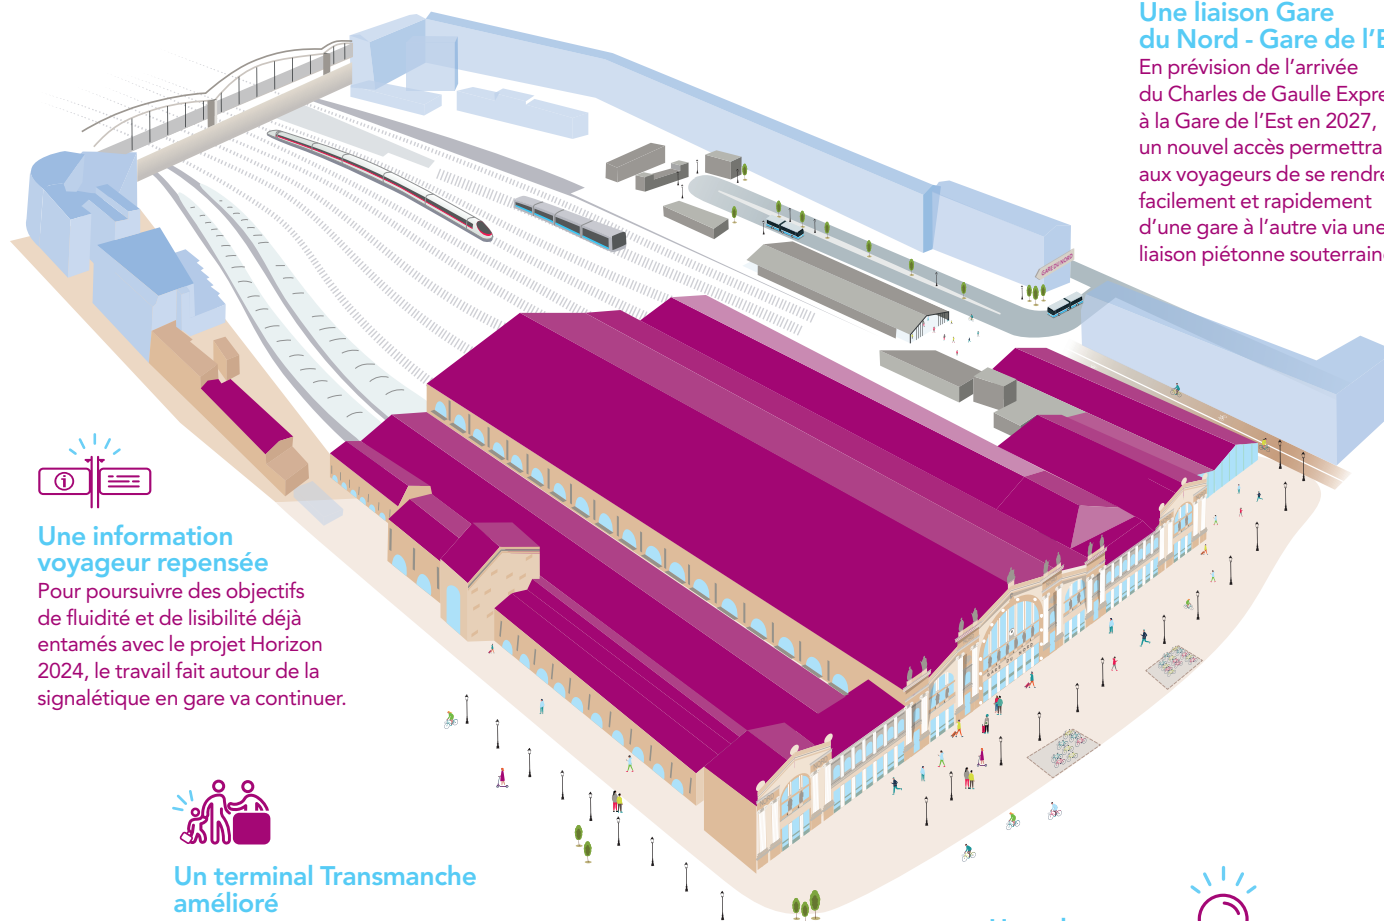 Une liaison Gare
du Nord - Gare de l'E
En prévision de l'arrivée
du Charles de Gaulle Expre
à la Gare de l'Est en 2027,
un nouvel accès permettra
aux voyageurs de se rendre
facilement et rapidement
d'une gare à l'autre via une
liaison piétonne souterrain
GARE DU NORD
Une information
voyageur repensée
Pour poursuivre des objectifs
de fluidité et de lisibilité déjà
entamés avec le projet Horizon
2024, le travail fait autour de la
signalétique en gare va continuer.
Un terminal Transmanche
amélioré